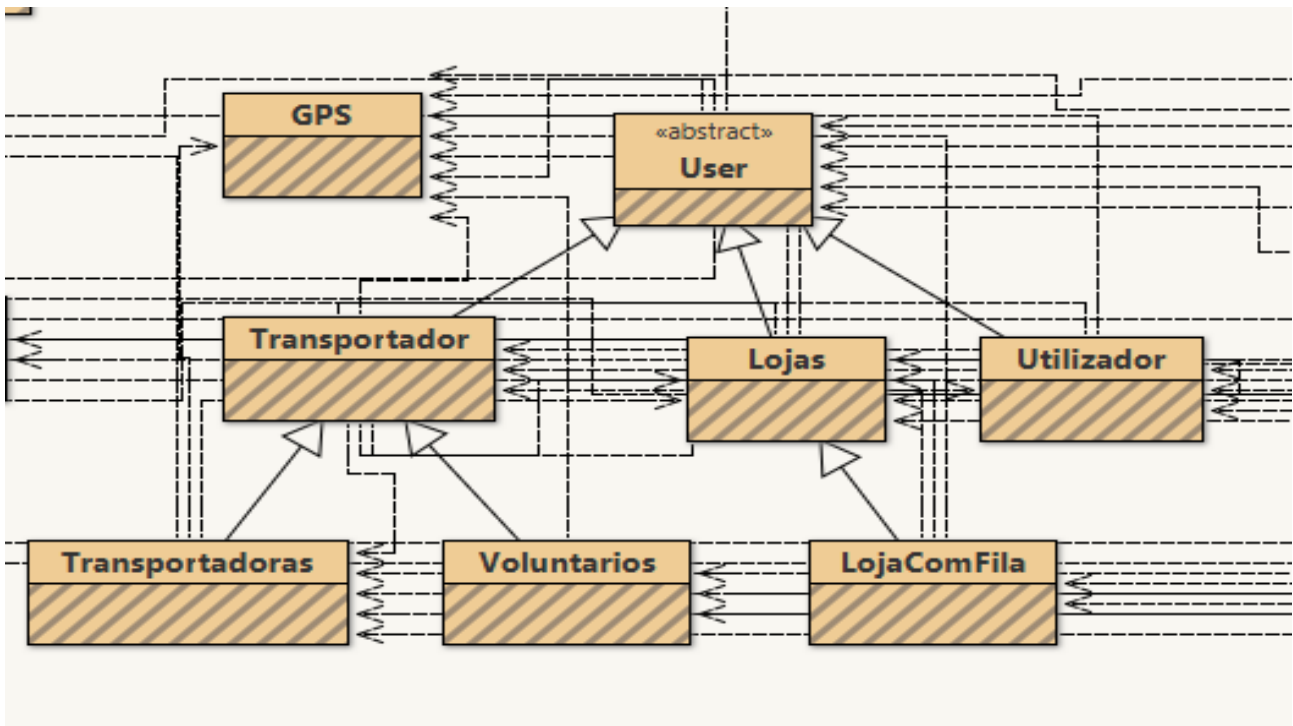 GPS
«abstract»
User
Transportador
Lojas
Utilizador
Transportadoras
Voluntarios
LojaComFila